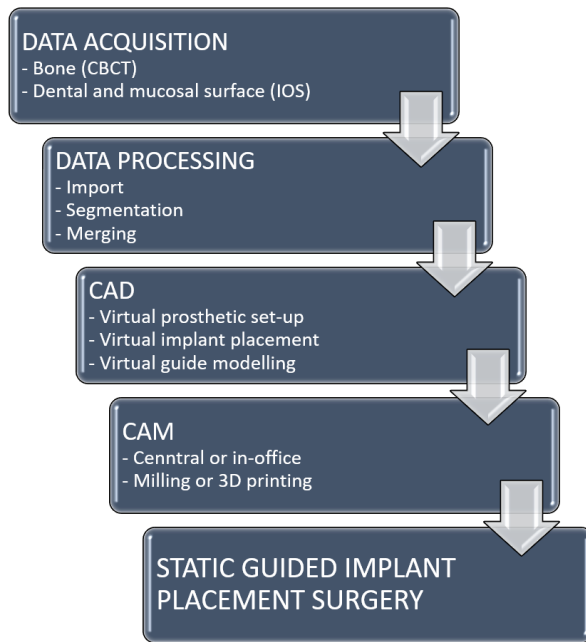 DATA ACQUISITION
- Bone (CBCT)
- Dental and mucosal surface (IOS)
DATA PROCESSING
- Import
- Segmentation
- Merging
CAD
- Virtual prosthetic set-up
- Virtual implant placement
- Virtual guide modelling
CAM
- Cenntral or in-office
- Milling or 3D printing
STATIC GUIDED IMPLANT
PLACEMENT SURGERY